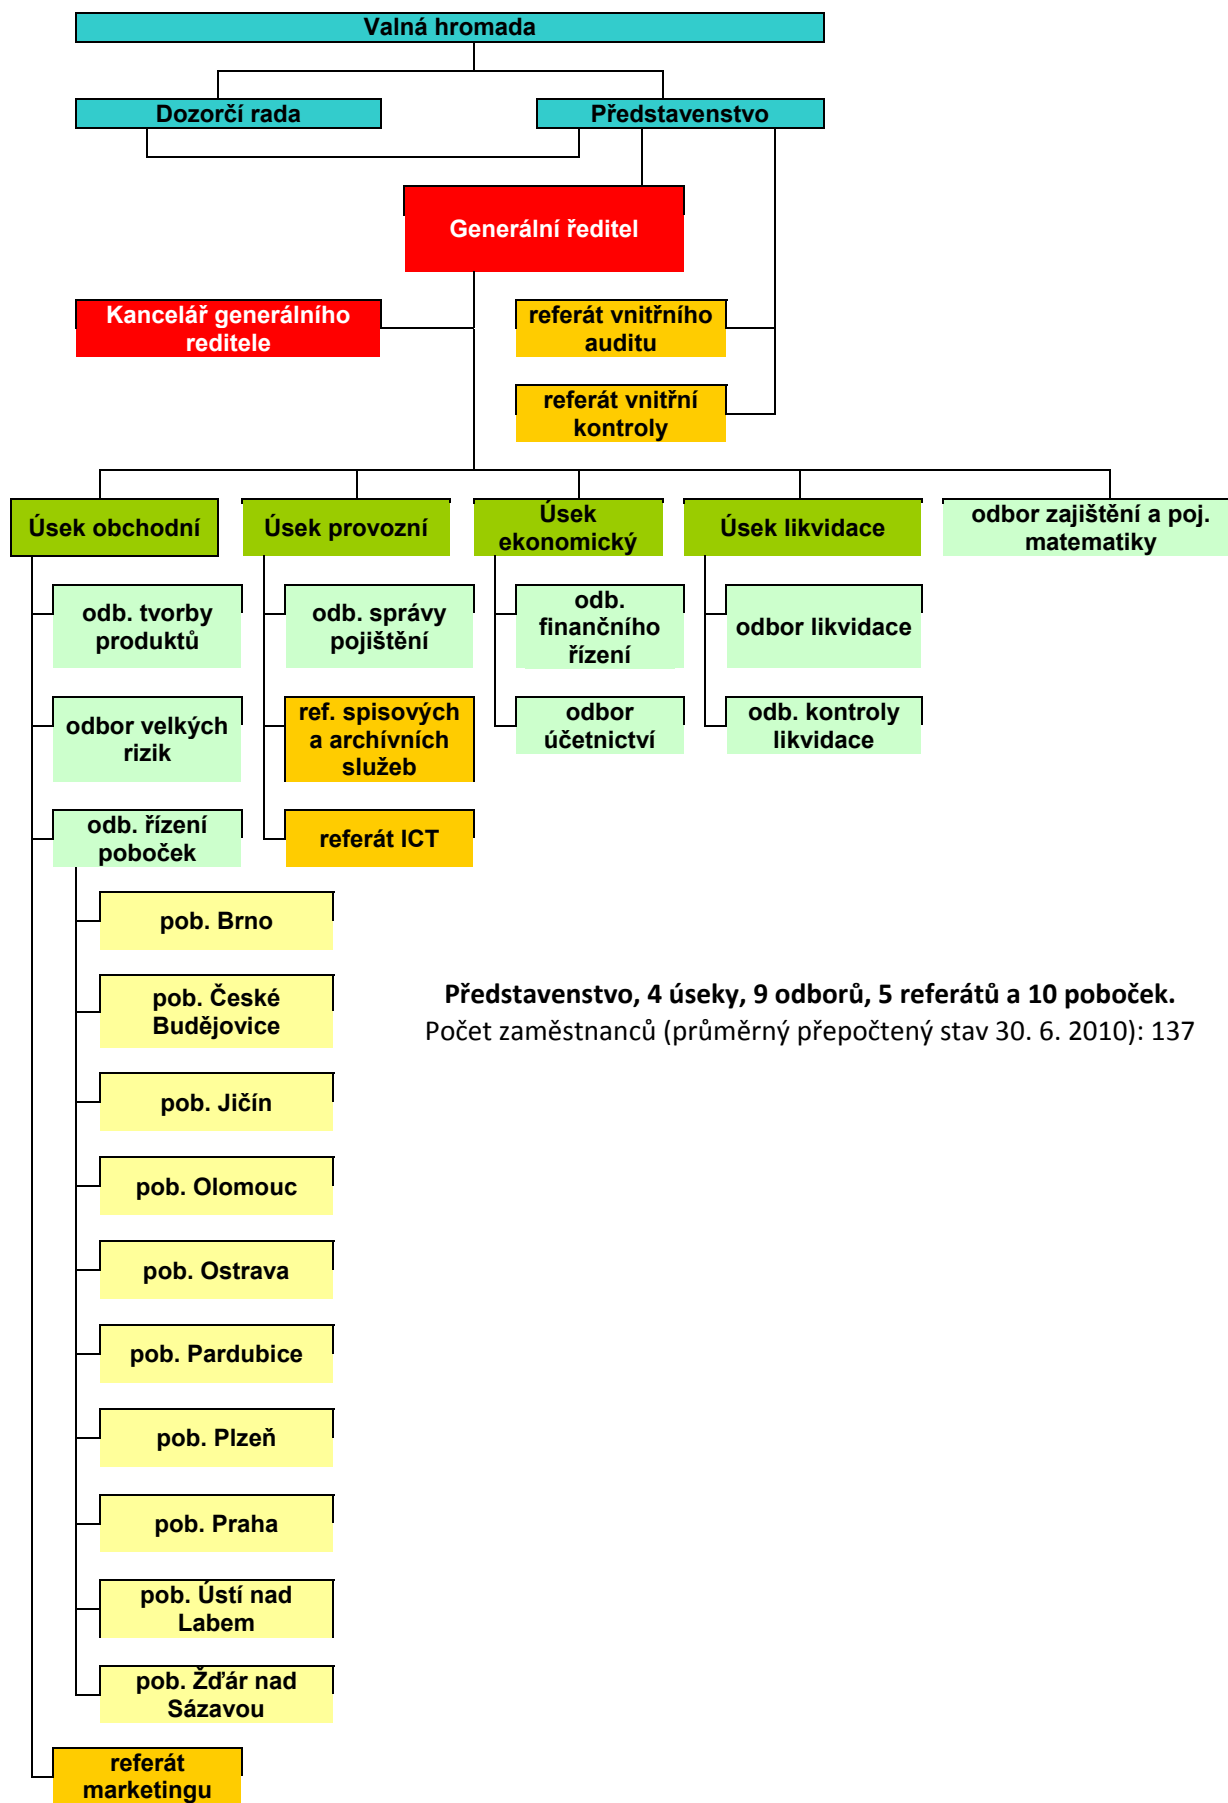 Valná hromada
Dozorčí rada
Představenstvo
Generální ředitel
Kancelář generálního
reditele
referát vnitřního
auditu
referát vnitřní
kontroly
Úsek obchodní
Úsek provozní
Úsek
ekonomický
Úsek likvidace
odbor zajištění a poj.
matematiky
odb. tvorby
produktů
odb. správy
pojištění
odb.
finančního
řízení
odbor likvidace
odbor velkých
rizik
ref. spisových
a archívních
služeb
odbor
účetnictví
odb. kontroly
likvidace
odb. řízení
poboček
referát ICT
pob. Brno
pob. České
Budějovice
Představenstvo, 4 úseky, 9 odborů, 5 referátů a 10 poboček.
Počet zaměstnanců (průměrný přepočtený stav 30. 6. 2010): 137
pob. Jičín
pob. Olomouc
pob. Ostrava
pob. Pardubice
pob. Plzeň
pob. Praha
pob. Ústí nad
Labem
pob. Žďár nad
Sázavou
referát
marketingu